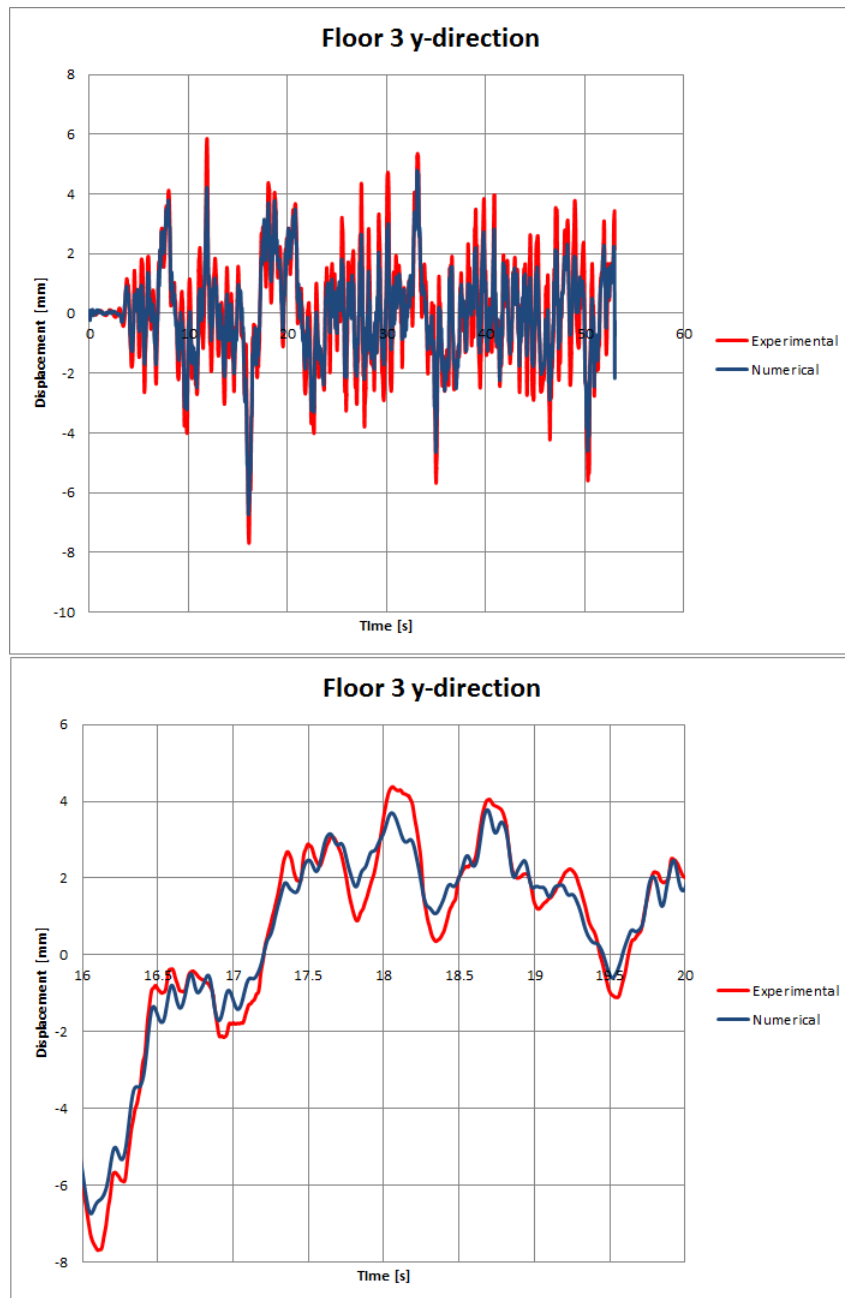 Floor 3 y-direction
8
6
4
2
0
-2
-4
-6
-8
-10
0 10 20 30 40 50 60
Displacement [mm]
TIme [s]
Experimental
Numerical
Floor 3 y-direction
6
4
2
0
-2
-4
-6
-8
16 16.5 17 17.5 18 18.5 19 19.5 20
Displacement [mm]
TIme [s]
Experimental
Numerical